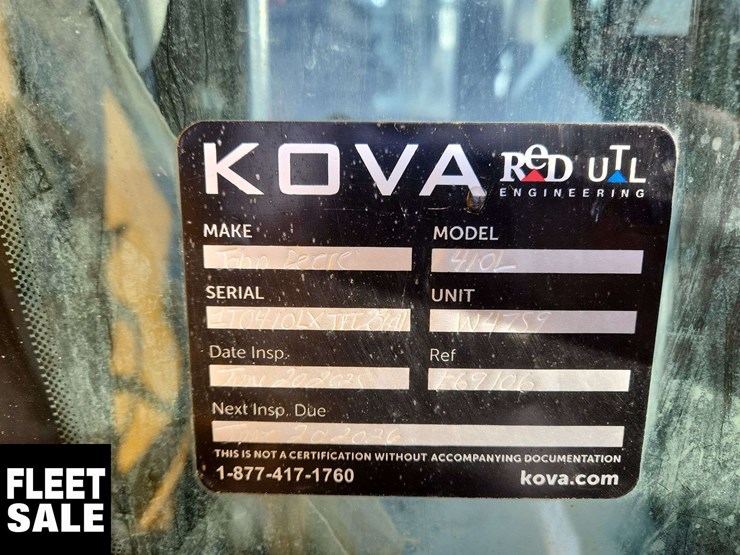 KOVA ReD UTL
ENGINEERING
MAKE MODEL
John Deere 410L
SERIAL UNIT
Date Insp. Ref
E69106
Next Insp. Due
THIS IS NOT A CERTIFICATION WITHOUT ACCOMPANYING DOCUMENTATION
1-877-417-1760 kova.com
FLEET
SALE